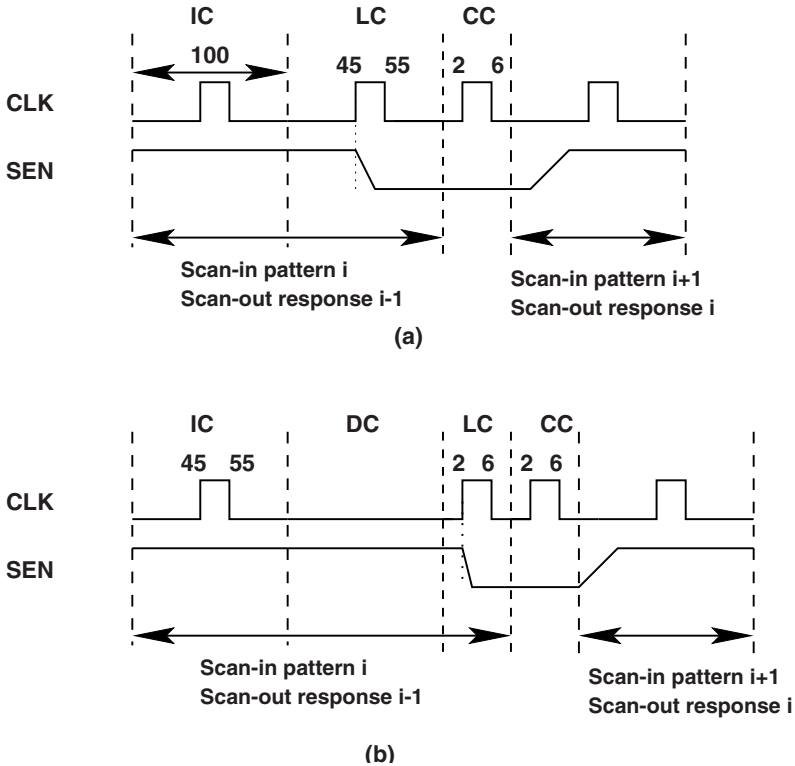 IC LC CC
100
45 55 2 6
CLK
SEN
Scan-in pattern i
Scan-out response i-1
Scan-in pattern i+1
Scan-out response i
(a)
IC DC LC CC
45 55 2 6 2 6
CLK
SEN
Scan-in pattern i
Scan-out response i-1
Scan-in pattern i+1
Scan-out response i
(b)